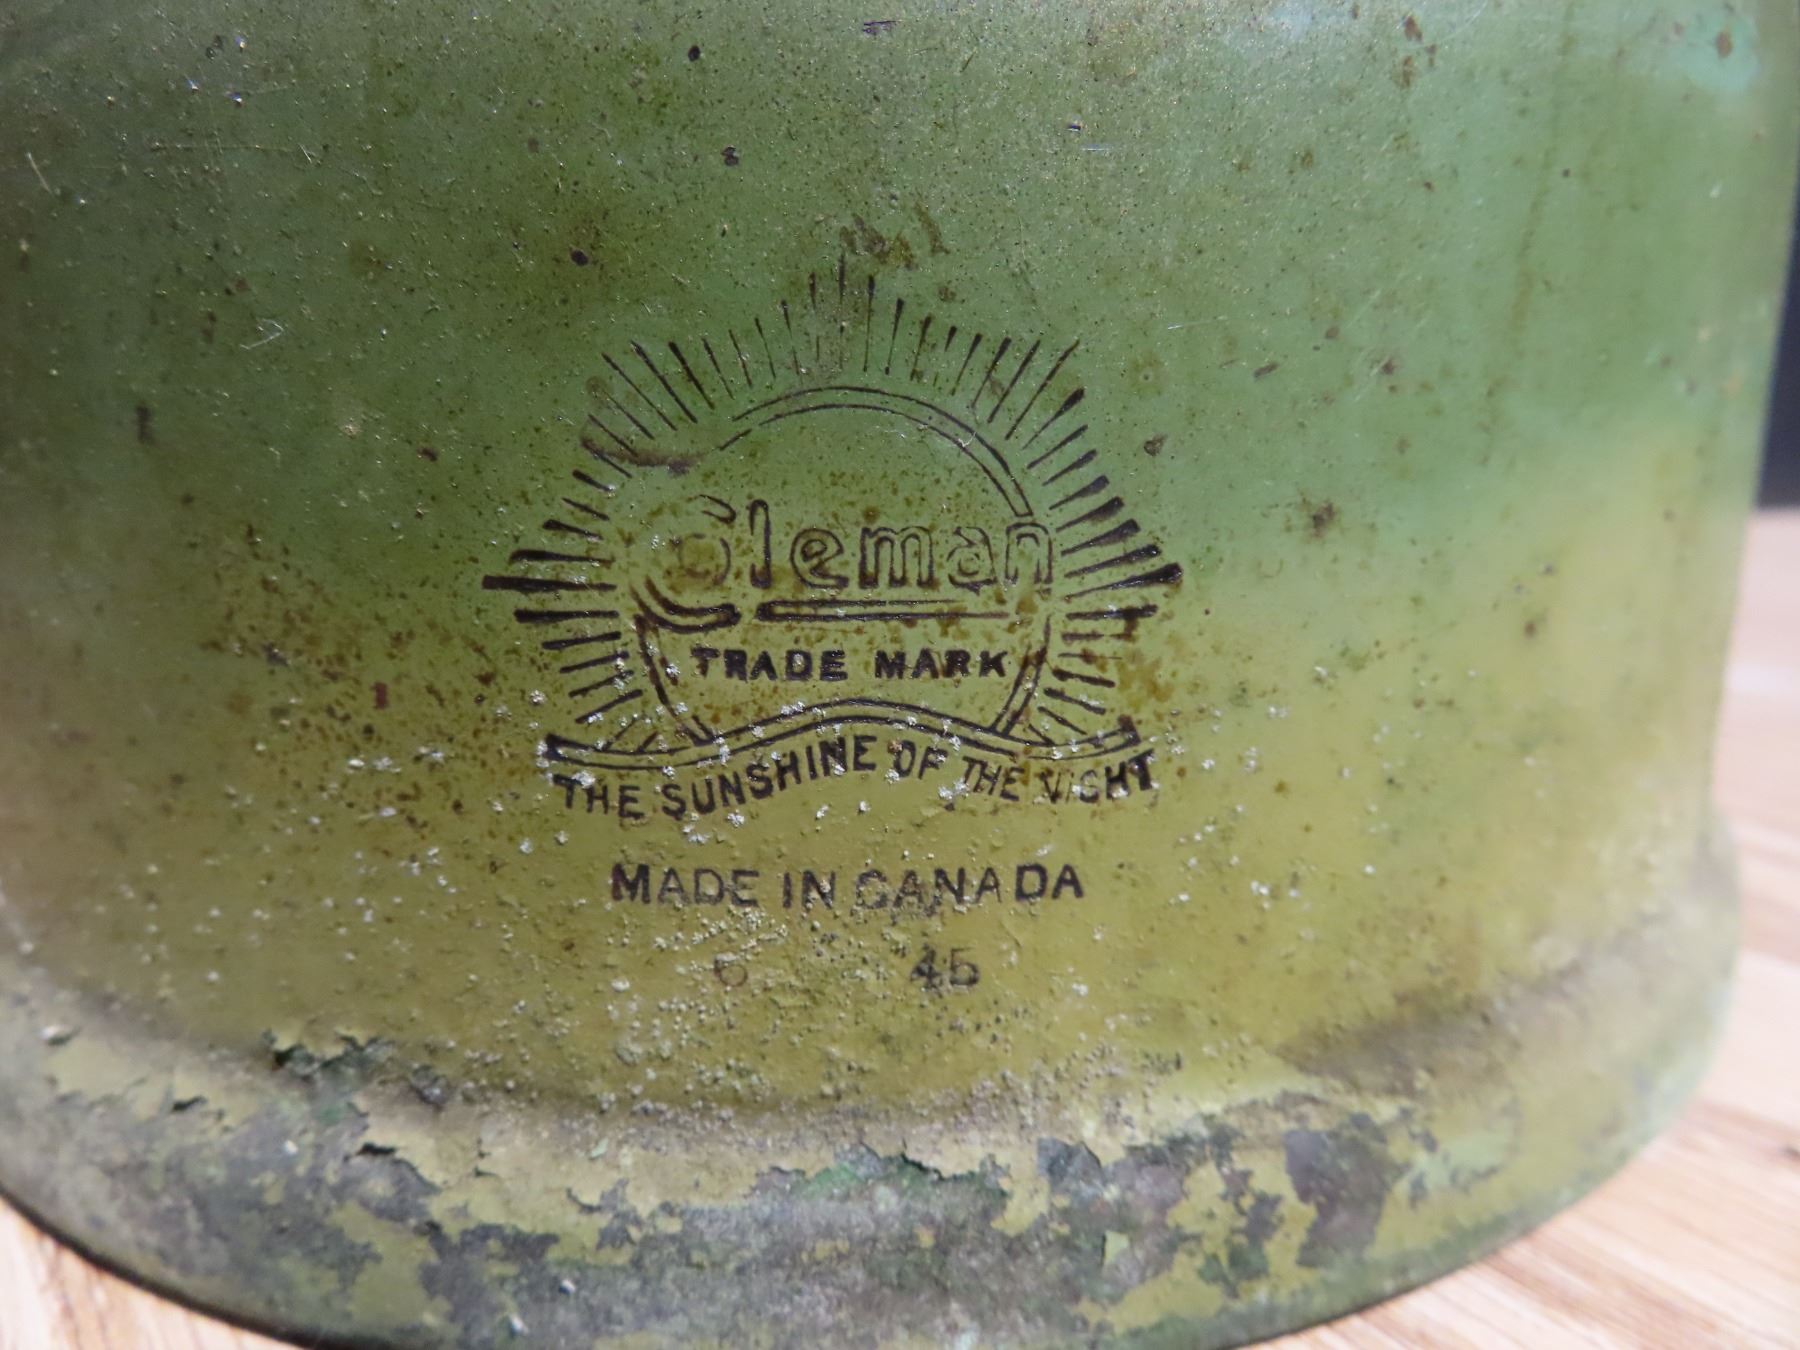 Coleman
TRADE MARK
THE SUNSHINE OF THE NIGHT
MADE IN CANADA
6 45